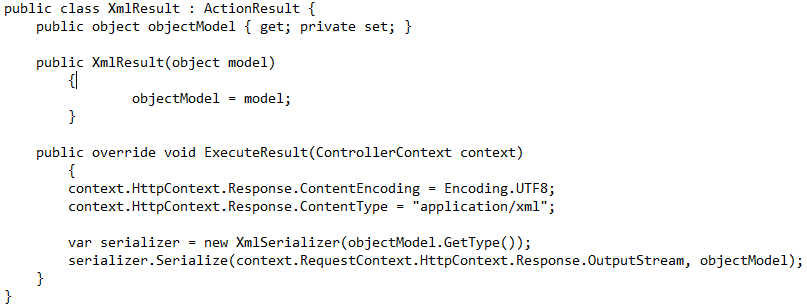 public class XmlResult : ActionResult {
    public object objectModel { get; private set; }

    public XmlResult(object model)
        {
                objectModel = model;
        }

    public override void ExecuteResult(ControllerContext context)
        {
        context.HttpContext.Response.ContentEncoding = Encoding.UTF8;
        context.HttpContext.Response.ContentType = "application/xml";

        var serializer = new XmlSerializer(objectModel.GetType());
        serializer.Serialize(context.RequestContext.HttpContext.Response.OutputStream, objectModel);
    }
}